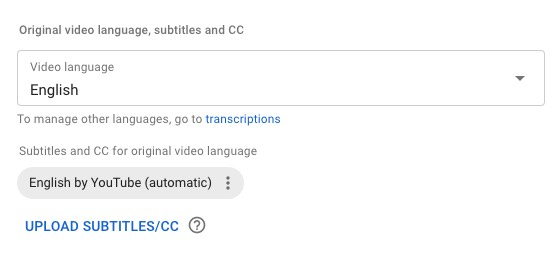 Original video language, subtitles and CC
Video language
English
To manage other languages, go to transcriptions
Subtitles and CC for original video language
English by YouTube (automatic)
UPLOAD SUBTITLES/CC ?